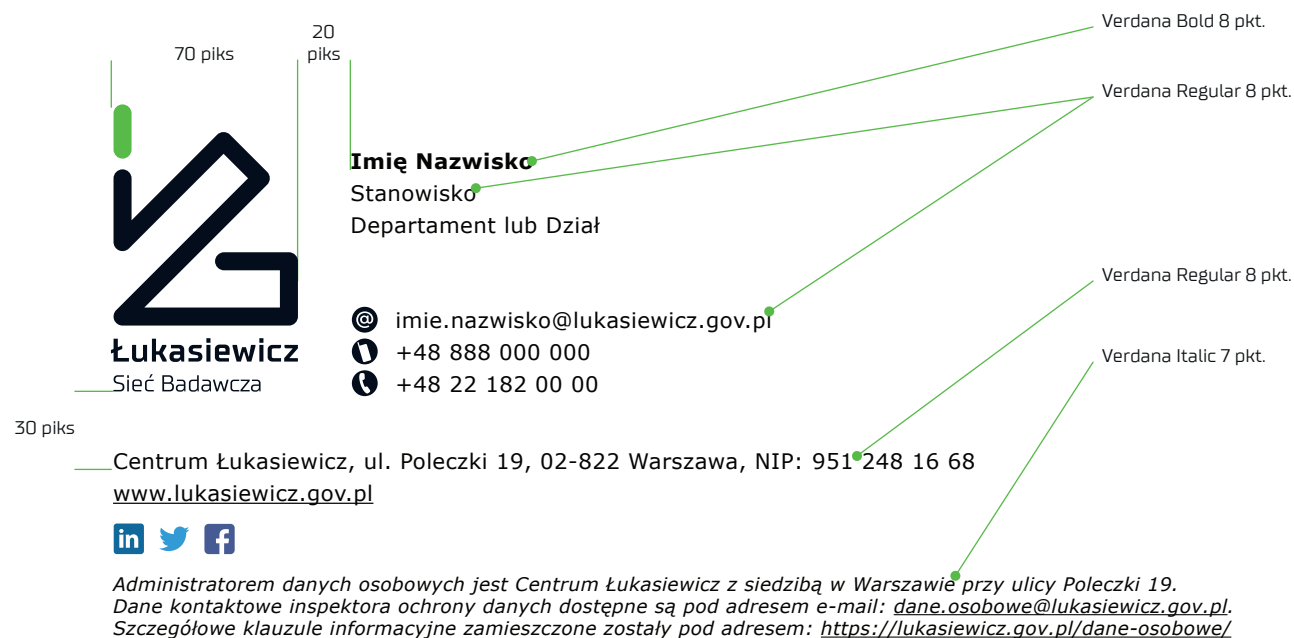 20
70 piks
piks
Verdana Bold 8 pkt.
Verdana Regular 8 pkt.
Imię Nazwisko
Stanowisko
Departament lub Dział
Verdana Regular 8 pkt.
@ imie.nazwisko@lukasiewicz.gov.pl
+48 888 000 000
+48 22 182 00 00
Łukasiewicz
Sieć Badawcza
Verdana Italic 7 pkt.
30 piks
Centrum Łukasiewicz, ul. Poleczki 19, 02-822 Warszawa, NIP: 951 248 16 68
www.lukasiewicz.gov.pl
in f
Administratorem danych osobowych jest Centrum Łukasiewicz z siedzibą w Warszawie przy ulicy Poleczki 19.
Dane kontaktowe inspektora ochrony danych dostępne są pod adresem e-mail: dane.osobowe@lukasiewicz.gov.pl.
Szczegółowe klauzule informacyjne zamieszczone zostały pod adresem: https://lukasiewicz.gov.pl/dane-osobowe/